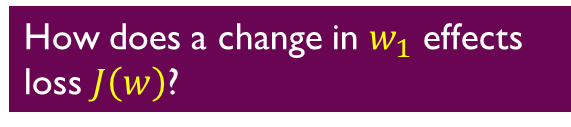 How does a change in w₁ effects
loss J(w)?